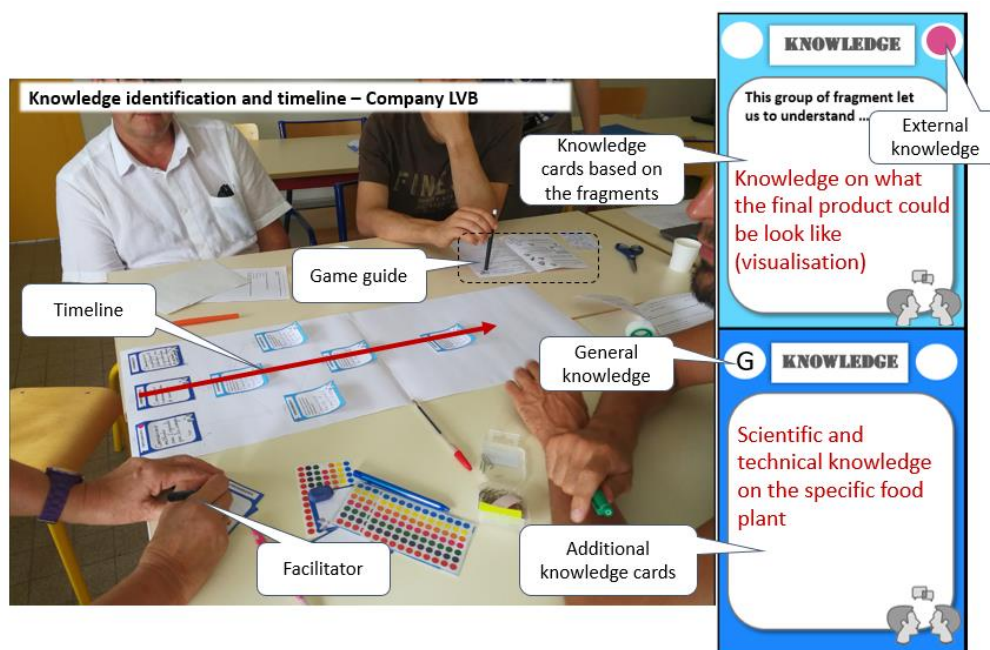 Knowledge identification and timeline – Company LVB
Knowledge
cards based on
the fragments
Game guide
Timeline
Facilitator
General
knowledge
Additional
knowledge cards
FINES
KNOWLEDGE
This group of fragment let
us to understand ...
External
knowledge
Knowledge on what
the final product could
be look like
(visualisation)
G
KNOWLEDGE
Scientific and
technical knowledge
on the specific food
plant